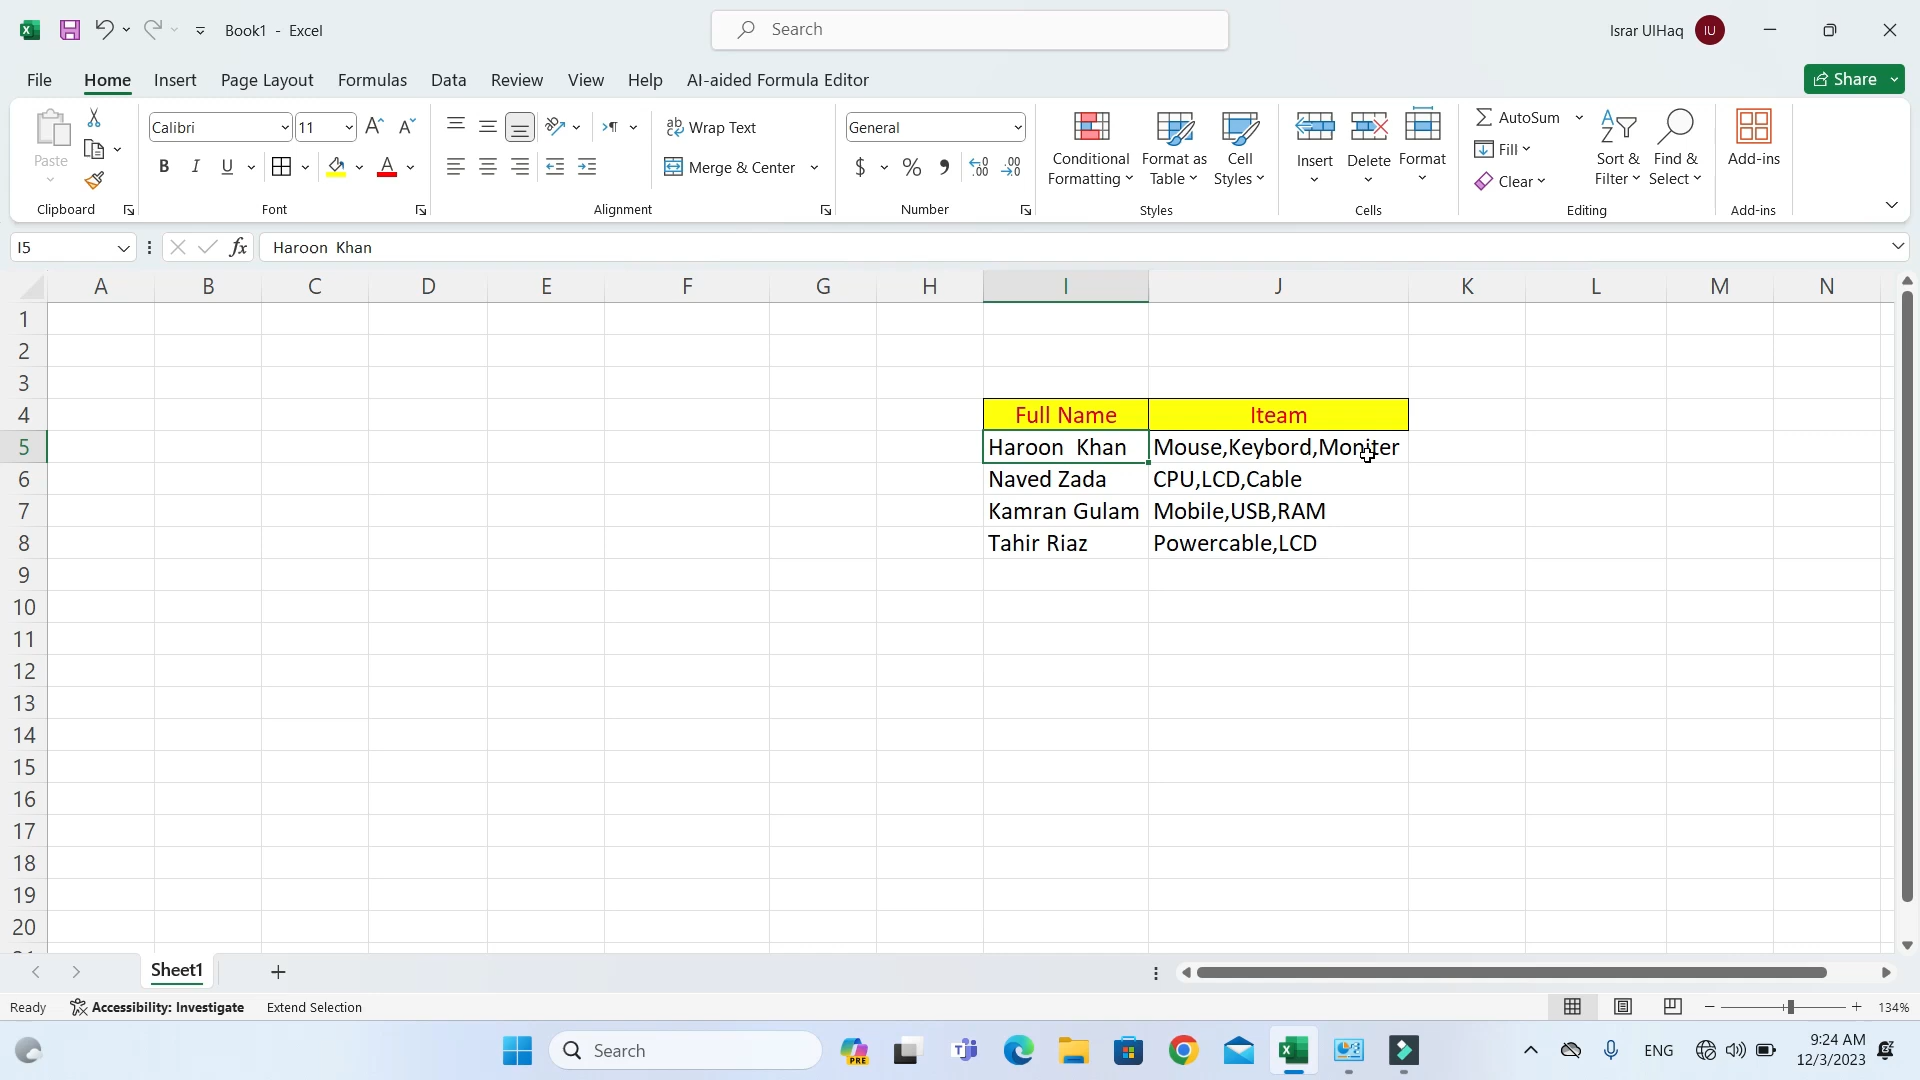 Book1 - Excel
Search
Israr UlHaq
IU
File Home Insert Page Layout Formulas Data Review View Help AI-aided Formula Editor
Share
Paste
Clipboard
Calibri
11
B I U
Font
Wrap Text
Merge & Center
Alignment
General
$ % ,
Number
Conditional Formatting
Format as Table
Cell Styles
Styles
Insert
Delete
Format
Cells
AutoSum
Fill
Clear
Sort & Filter
Find & Select
Editing
Add-ins
Add-ins
I5
fx
Haroon  Khan
A B C D E F G H I J K L M N
1
2
3
4 Full Name Iteam
5 Haroon  Khan Mouse,Keybord,Moniter
6 Naved Zada CPU,LCD,Cable
7 Kamran Gulam Mobile,USB,RAM
8 Tahir Riaz Powercable,LCD
9
10
11
12
13
14
15
16
17
18
19
20
Sheet1
Ready Accessibility: Investigate Extend Selection
134%
Search
PRE
ENG
9:24 AM
12/3/2023